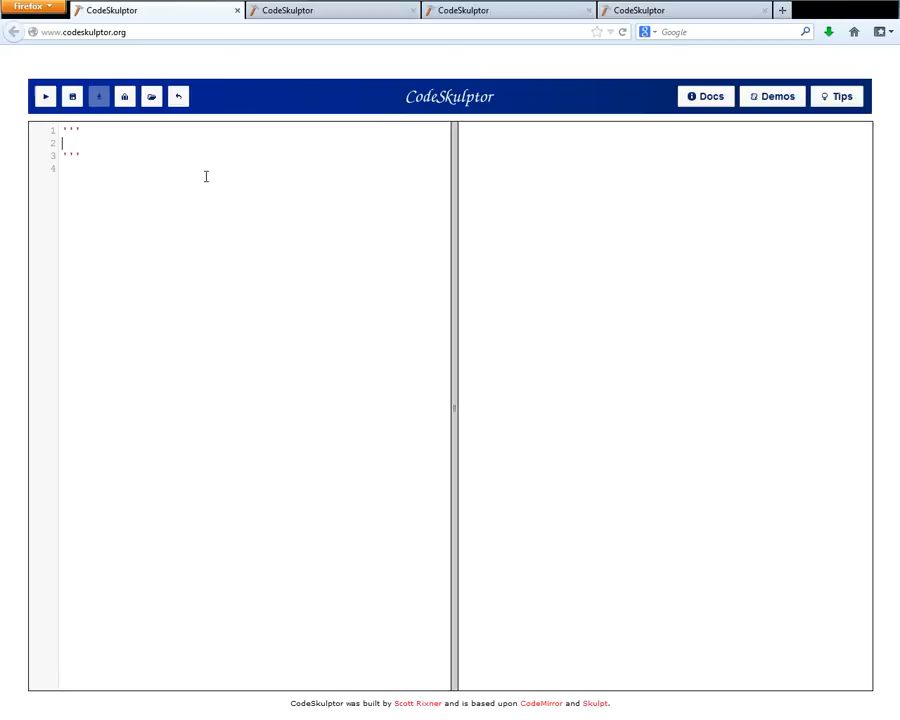 Firefox
CodeSkulptor
CodeSkulptor
CodeSkulptor
CodeSkulptor
www.codeskulptor.org
Google
CodeSkulptor
Docs
Demos
Tips
1 '''
2
3 '''
4
CodeSkulptor was built by Scott Rixner and is based upon CodeMirror and Skulpt.